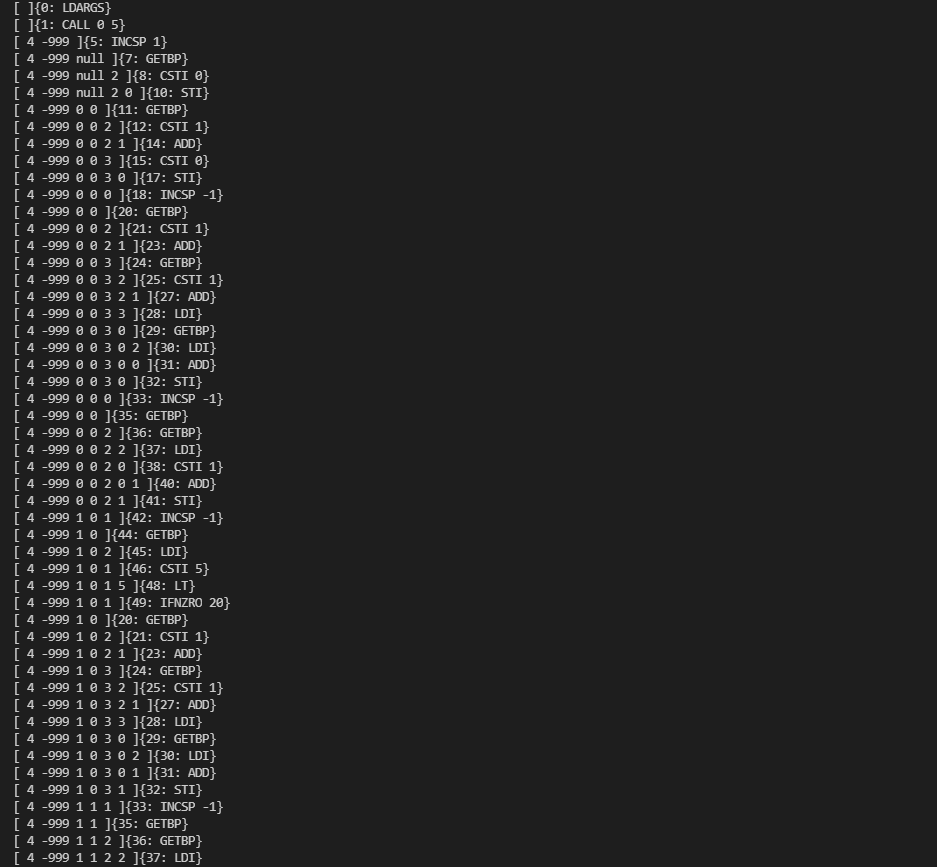 [ ]{0: LDARGS}
[ ]{1: CALL 0 5}
[ 4 -999 ]{5: INCSP 1}
[ 4 -999 null ]{7: GETBP}
[ 4 -999 null 2 ]{8: CSTI 0}
[ 4 -999 null 2 0 ]{10: STI}
[ 4 -999 0 0 ]{11: GETBP}
[ 4 -999 0 0 2 ]{12: CSTI 1}
[ 4 -999 0 0 2 1 ]{14: ADD}
[ 4 -999 0 0 3 ]{15: CSTI 0}
[ 4 -999 0 0 3 0 ]{17: STI}
[ 4 -999 0 0 0 ]{18: INCSP -1}
[ 4 -999 0 0 ]{20: GETBP}
[ 4 -999 0 0 2 ]{21: CSTI 1}
[ 4 -999 0 0 2 1 ]{23: ADD}
[ 4 -999 0 0 3 ]{24: GETBP}
[ 4 -999 0 0 3 2 ]{25: CSTI 1}
[ 4 -999 0 0 3 2 1 ]{27: ADD}
[ 4 -999 0 0 3 3 ]{28: LDI}
[ 4 -999 0 0 3 0 ]{29: GETBP}
[ 4 -999 0 0 3 0 2 ]{30: LDI}
[ 4 -999 0 0 3 0 0 ]{31: ADD}
[ 4 -999 0 0 3 0 ]{32: STI}
[ 4 -999 0 0 0 ]{33: INCSP -1}
[ 4 -999 0 0 ]{35: GETBP}
[ 4 -999 0 0 2 ]{36: GETBP}
[ 4 -999 0 0 2 2 ]{37: LDI}
[ 4 -999 0 0 2 0 ]{38: CSTI 1}
[ 4 -999 0 0 2 0 1 ]{40: ADD}
[ 4 -999 0 0 2 1 ]{41: STI}
[ 4 -999 1 0 1 ]{42: INCSP -1}
[ 4 -999 1 0 ]{44: GETBP}
[ 4 -999 1 0 2 ]{45: LDI}
[ 4 -999 1 0 1 ]{46: CSTI 5}
[ 4 -999 1 0 1 5 ]{48: LT}
[ 4 -999 1 0 1 ]{49: IFNZRO 20}
[ 4 -999 1 0 ]{20: GETBP}
[ 4 -999 1 0 2 ]{21: CSTI 1}
[ 4 -999 1 0 2 1 ]{23: ADD}
[ 4 -999 1 0 3 ]{24: GETBP}
[ 4 -999 1 0 3 2 ]{25: CSTI 1}
[ 4 -999 1 0 3 2 1 ]{27: ADD}
[ 4 -999 1 0 3 3 ]{28: LDI}
[ 4 -999 1 0 3 0 ]{29: GETBP}
[ 4 -999 1 0 3 0 2 ]{30: LDI}
[ 4 -999 1 0 3 0 1 ]{31: ADD}
[ 4 -999 1 0 3 1 ]{32: STI}
[ 4 -999 1 1 1 ]{33: INCSP -1}
[ 4 -999 1 1 ]{35: GETBP}
[ 4 -999 1 1 2 ]{36: GETBP}
[ 4 -999 1 1 2 2 ]{37: LDI}